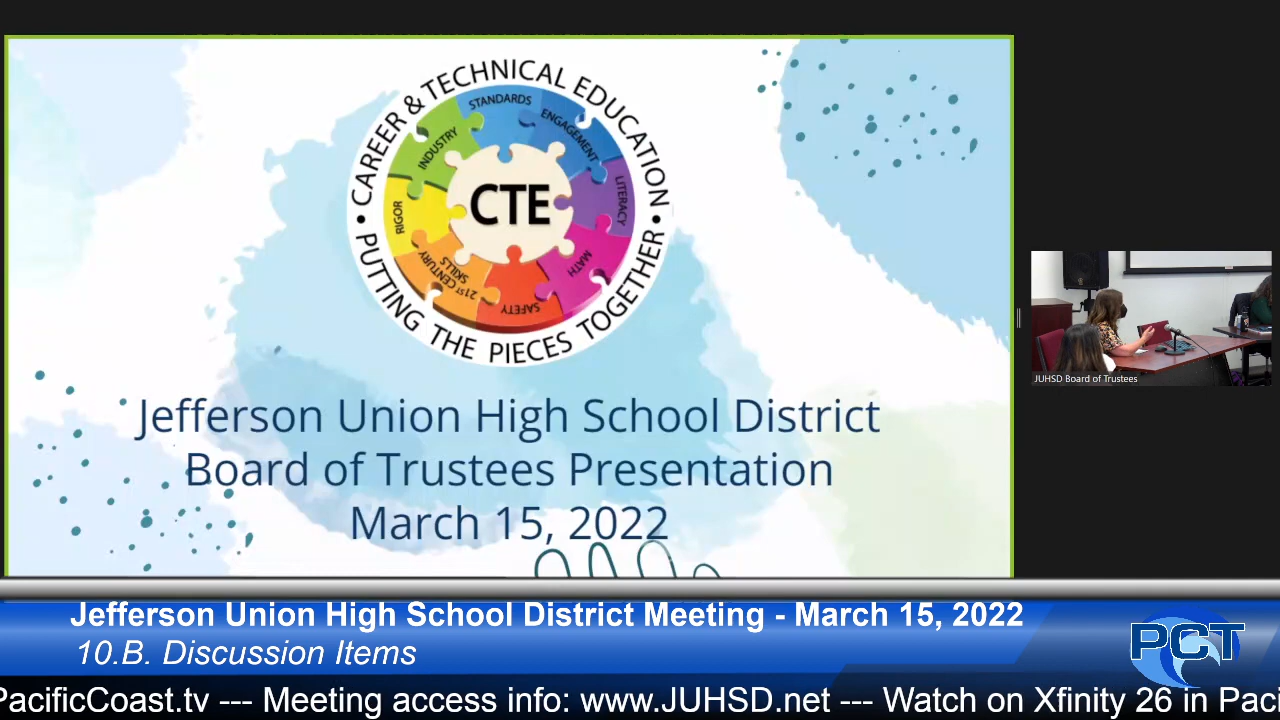 • CAREER & TECHNICAL EDUCATION •
STANDARDS
ENGAGEMENT
INDUSTRY
LITERACY
CTE
RIGOR
MATH
21ST CENTURY
SKILLS
SAFETY
PUTTING THE PIECES TOGETHER
Jefferson Union High School District
Board of Trustees Presentation
March 15, 2022
JUHSD Board of Trustees
Jefferson Union High School District Meeting - March 15, 2022
10.B. Discussion Items
PCT
PacificCoast.tv --- Meeting access info: www.JUHSD.net --- Watch on Xfinity 26 in Paci